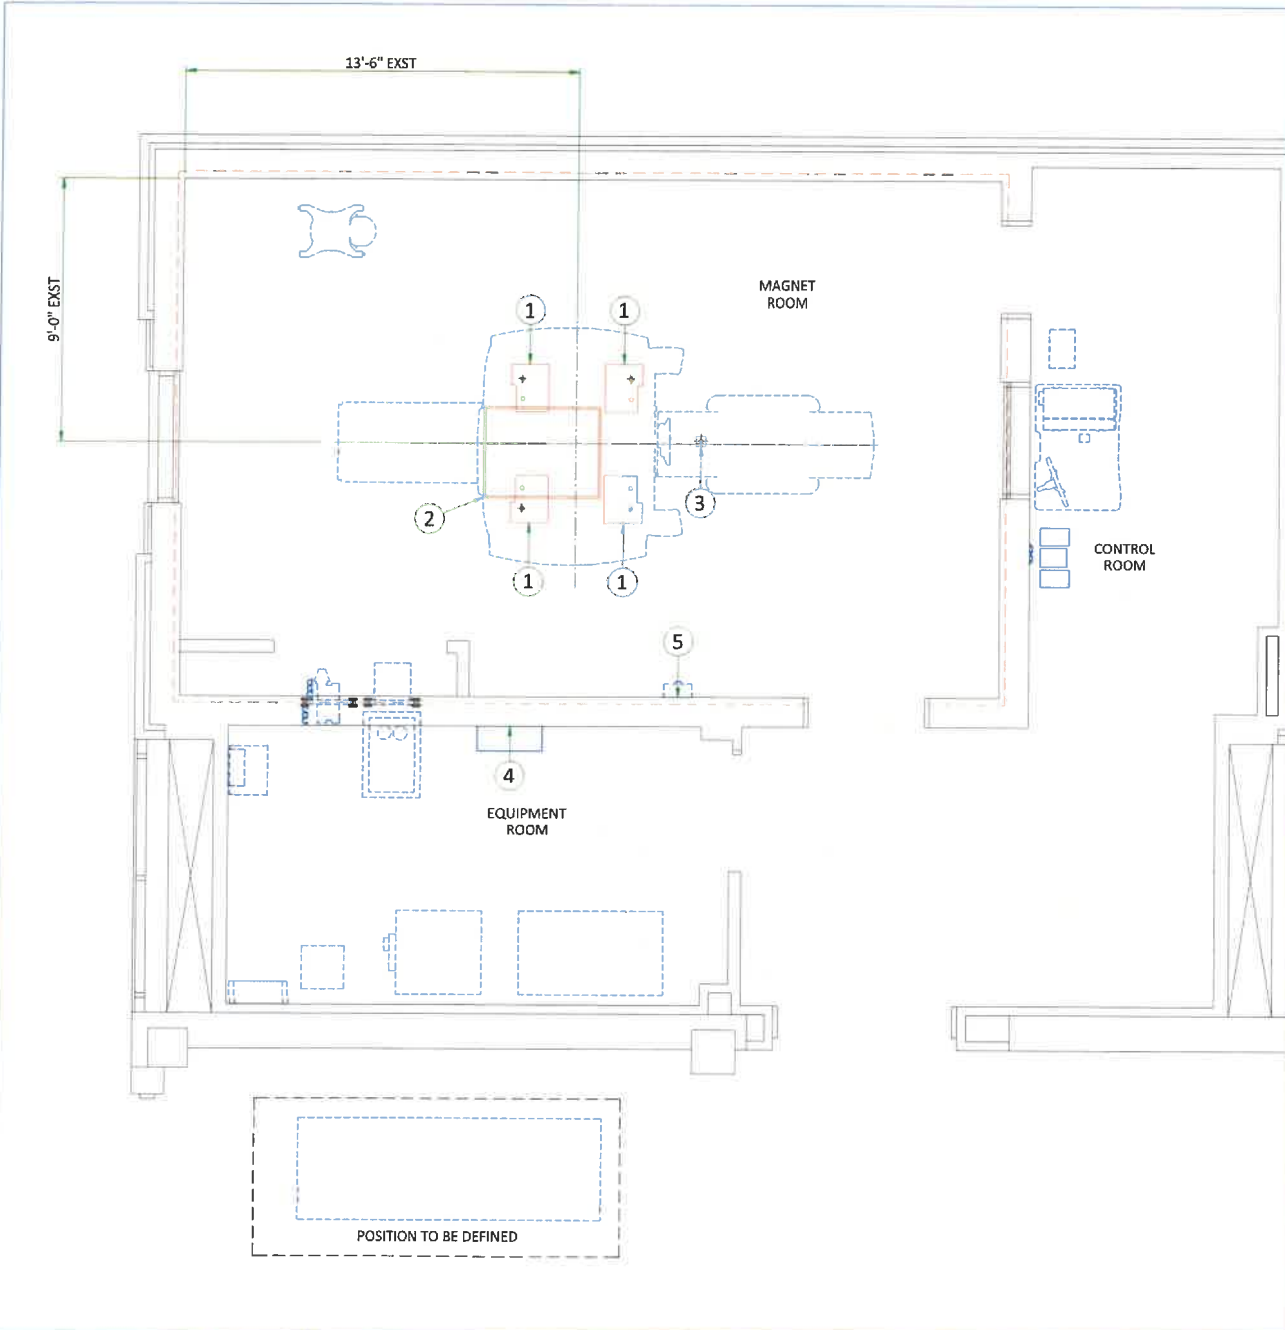 13'-6" EXST
9'-0" EXST
MAGNET
ROOM
1
1
2
3
1
1
CONTROL
ROOM
5
4
EQUIPMENT
ROOM
POSITION TO BE DEFINED